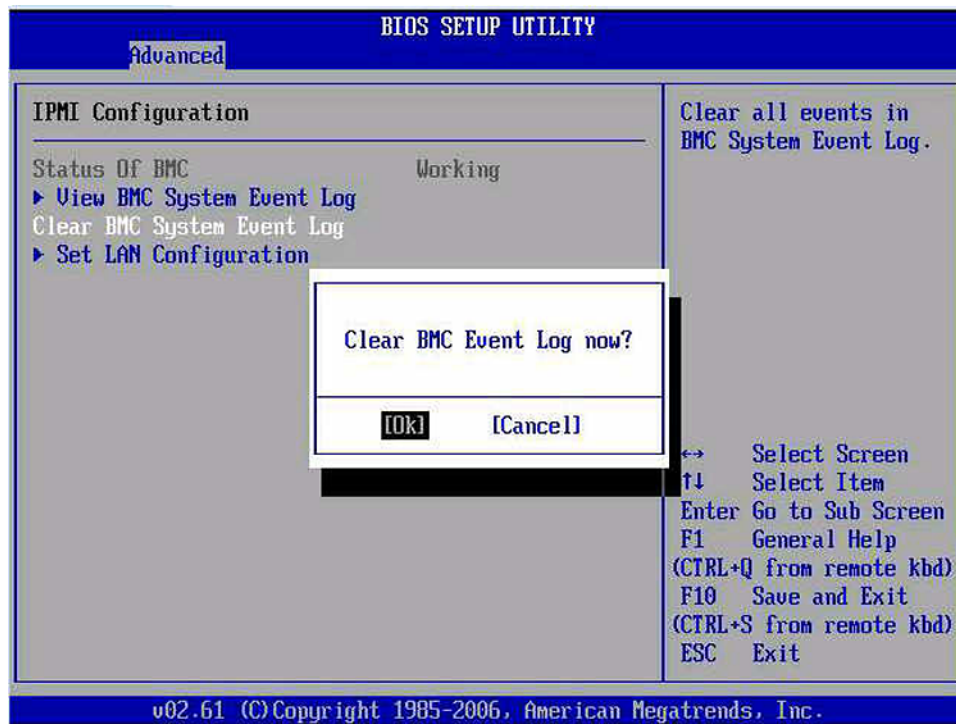 BIOS SETUP UTILITY
Advanced
IPMI Configuration
Status Of BMC Working
View BMC System Event Log
Clear BMC System Event Log
Set LAN Configuration
Clear all events in
BMC System Event Log.
Clear BMC Event Log now?
[Ok] [Cancel]
↔ Select Screen
↑↓ Select Item
Enter Go to Sub Screen
F1 General Help
(CTRL+Q from remote kbd)
F10 Save and Exit
(CTRL+S from remote kbd)
ESC Exit
v02.61 (C)Copyright 1985-2006, American Megatrends, Inc.